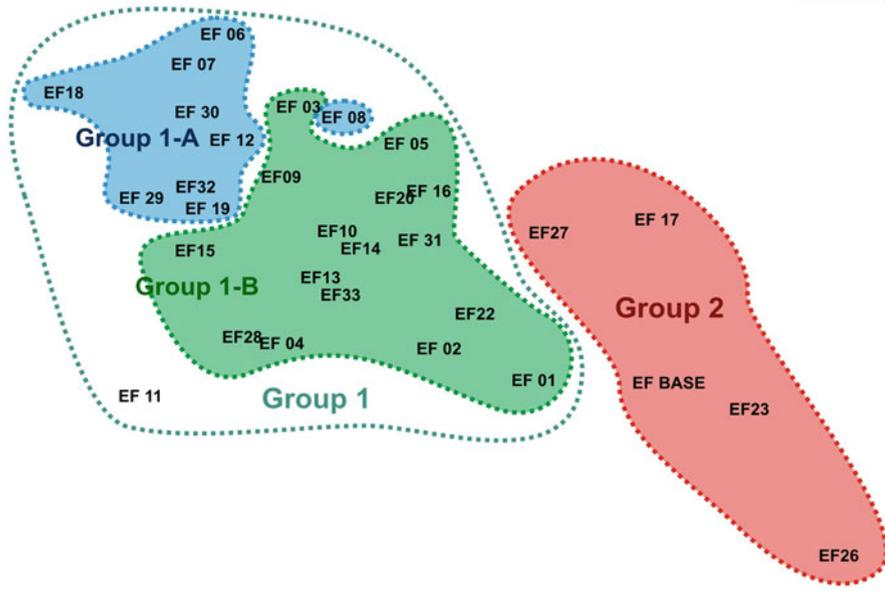 EF 06
EF 07
EF18
EF 03
EF 30
EF 08
Group 1-A
EF 12
EF 05
EF09
EF32
EF 29
EF20
EF 16
EF 19
EF27
EF 17
EF10
EF 31
EF15
EF14
EF13
Group 1-B
EF33
Group 2
EF22
EF28
EF 04
EF 02
EF 01
EF BASE
EF 11
Group 1
EF23
EF26